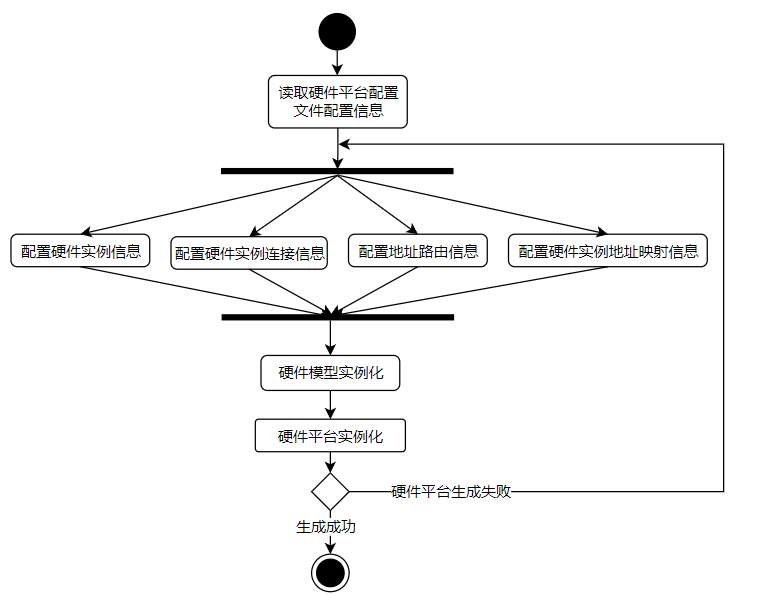 读取硬件平台配置
文件配置信息
配置硬件实例信息
配置硬件实例连接信息
配置地址路由信息
配置硬件实例地址映射信息
硬件模型实例化
硬件平台实例化
硬件平台生成失败
生成成功